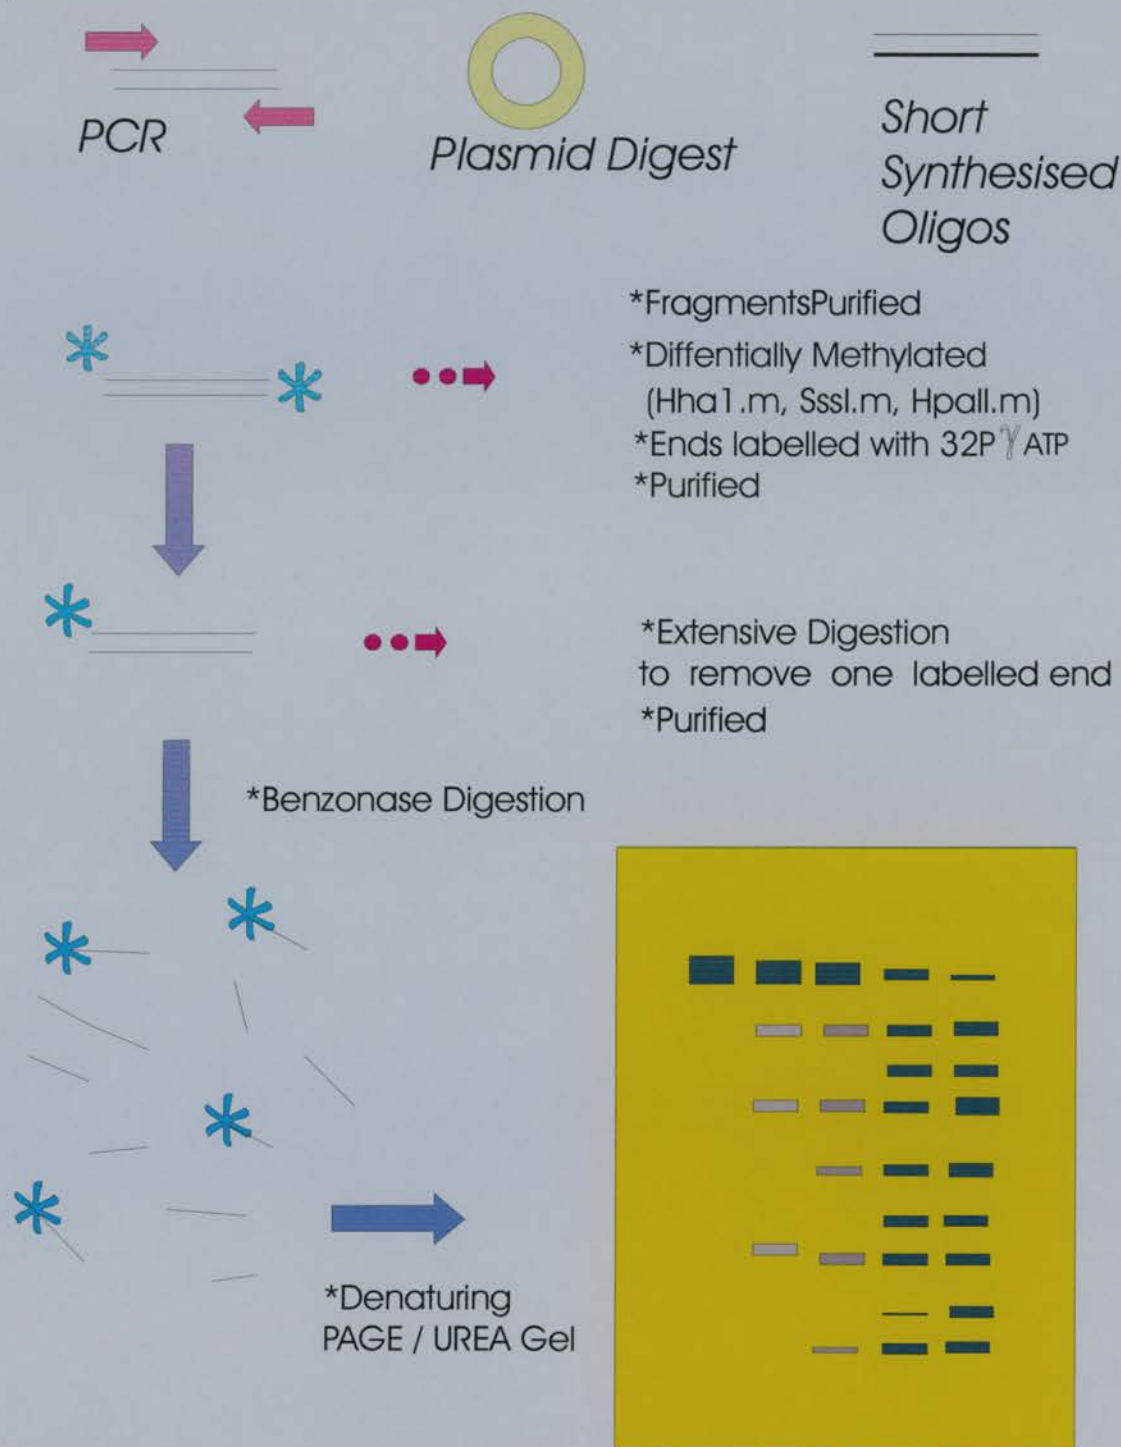 PCR
Plasmid Digest
Short
Synthesised
Oligos
*FragmentsPurified
*Diffentially Methylated
(Hha1.m, SssI.m, HpaII.m)
*Ends labelled with 32P γ ATP
*Purified
*Extensive Digestion
to remove one labelled end
*Purified
*Benzonase Digestion
*Denaturing
PAGE / UREA Gel